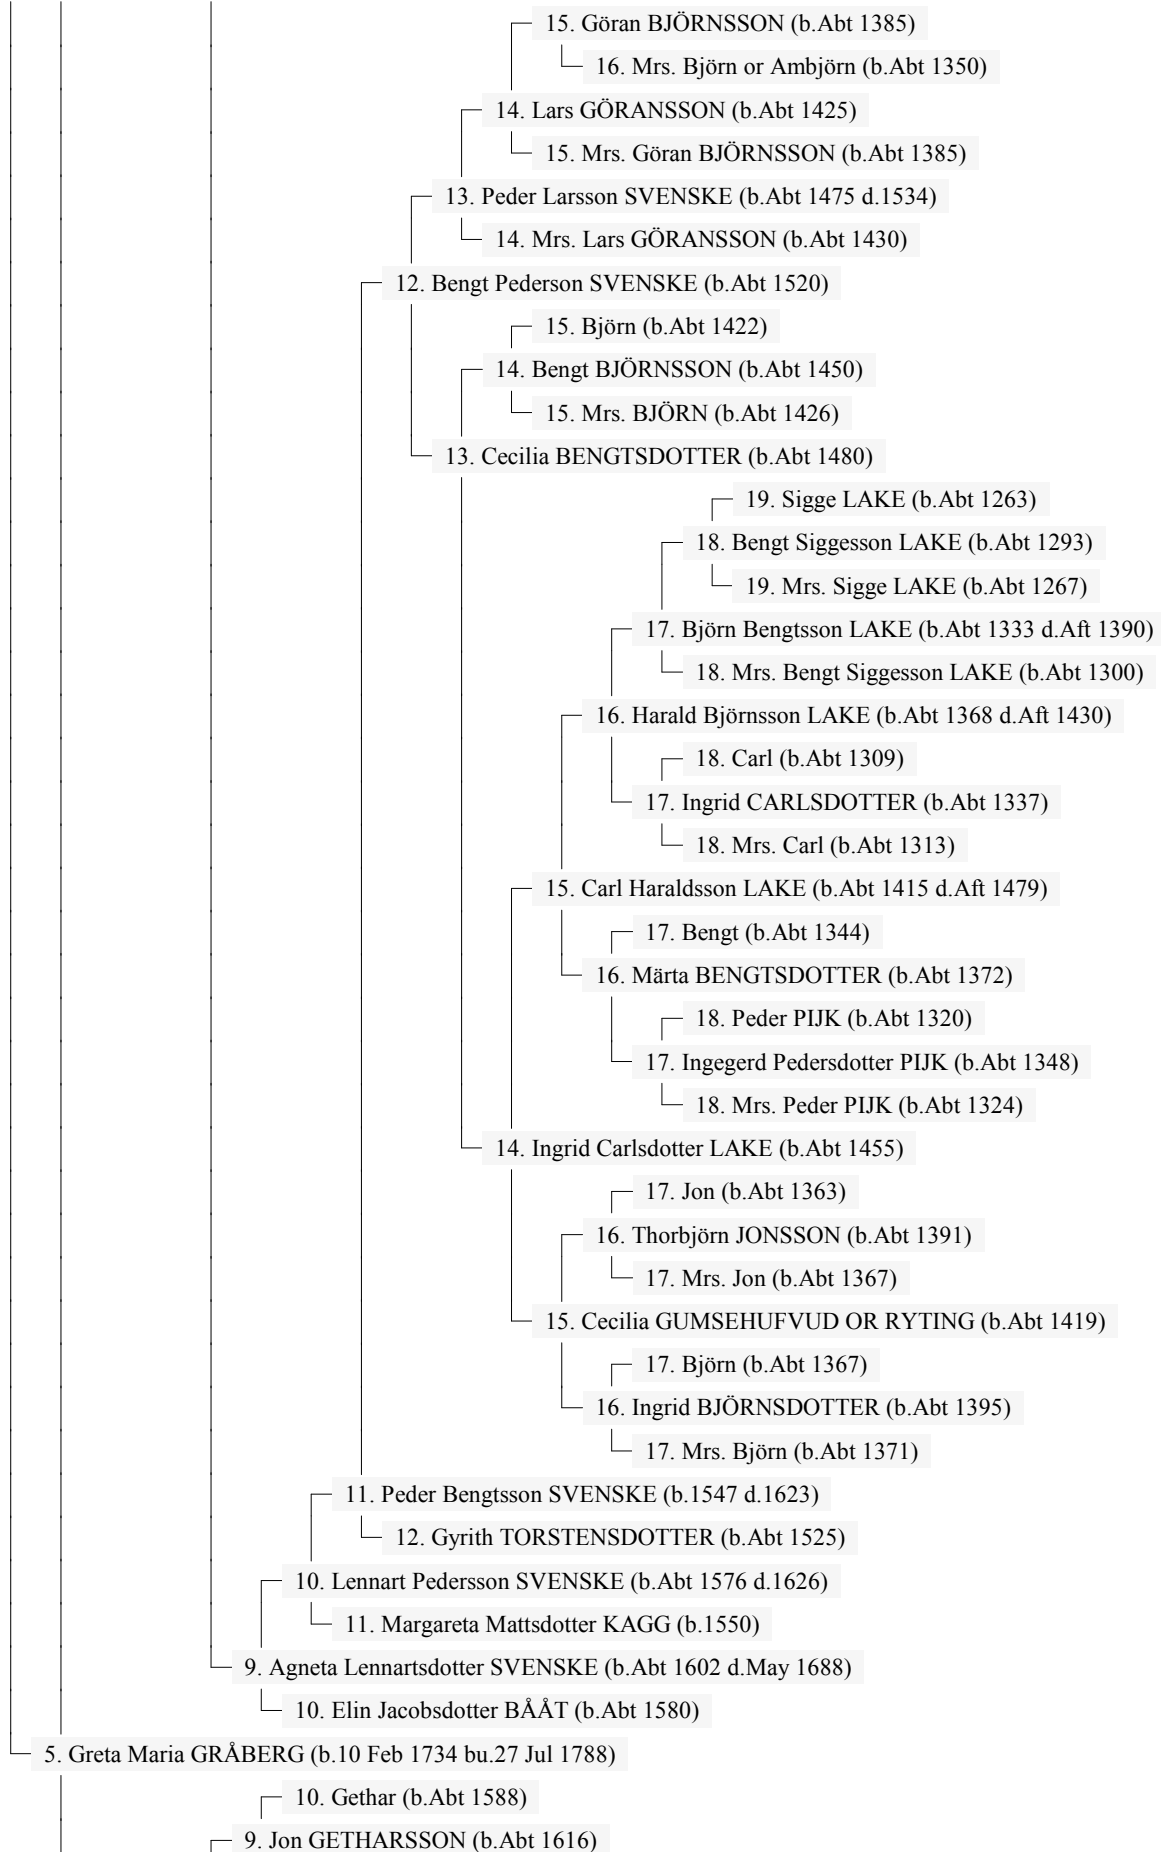 15. Göran BJÖRNSSON (b.Abt 1385)
16. Mrs. Björn or Ambjörn (b.Abt 1350)
14. Lars GÖRANSSON (b.Abt 1425)
15. Mrs. Göran BJÖRNSSON (b.Abt 1385)
13. Peder Larsson SVENSKE (b.Abt 1475 d.1534)
14. Mrs. Lars GÖRANSSON (b.Abt 1430)
12. Bengt Pederson SVENSKE (b.Abt 1520)
15. Björn (b.Abt 1422)
14. Bengt BJÖRNSSON (b.Abt 1450)
15. Mrs. BJÖRN (b.Abt 1426)
13. Cecilia BENGTSDOTTER (b.Abt 1480)
19. Sigge LAKE (b.Abt 1263)
18. Bengt Siggesson LAKE (b.Abt 1293)
19. Mrs. Sigge LAKE (b.Abt 1267)
17. Björn Bengtsson LAKE (b.Abt 1333 d.Aft 1390)
18. Mrs. Bengt Siggesson LAKE (b.Abt 1300)
16. Harald Björnsson LAKE (b.Abt 1368 d.Aft 1430)
18. Carl (b.Abt 1309)
17. Ingrid CARLSDOTTER (b.Abt 1337)
18. Mrs. Carl (b.Abt 1313)
15. Carl Haraldsson LAKE (b.Abt 1415 d.Aft 1479)
17. Bengt (b.Abt 1344)
16. Märta BENGTSDOTTER (b.Abt 1372)
18. Peder PIJK (b.Abt 1320)
17. Ingegerd Pedersdotter PIJK (b.Abt 1348)
18. Mrs. Peder PIJK (b.Abt 1324)
14. Ingrid Carlsdotter LAKE (b.Abt 1455)
17. Jon (b.Abt 1363)
16. Thorbjörn JONSSON (b.Abt 1391)
17. Mrs. Jon (b.Abt 1367)
15. Cecilia GUMSEHUFVUD OR RYTING (b.Abt 1419)
17. Björn (b.Abt 1367)
16. Ingrid BJÖRNSDOTTER (b.Abt 1395)
17. Mrs. Björn (b.Abt 1371)
11. Peder Bengtsson SVENSKE (b.1547 d.1623)
12. Gyrith TORSTENSDOTTER (b.Abt 1525)
10. Lennart Pedersson SVENSKE (b.Abt 1576 d.1626)
11. Margareta Mattsdotter KAGG (b.1550)
9. Agneta Lennartsdotter SVENSKE (b.Abt 1602 d.May 1688)
10. Elin Jacobsdotter BÅÅT (b.Abt 1580)
5. Greta Maria GRÅBERG (b.10 Feb 1734 bu.27 Jul 1788)
10. Gethar (b.Abt 1588)
9. Jon GETHARSSON (b.Abt 1616)